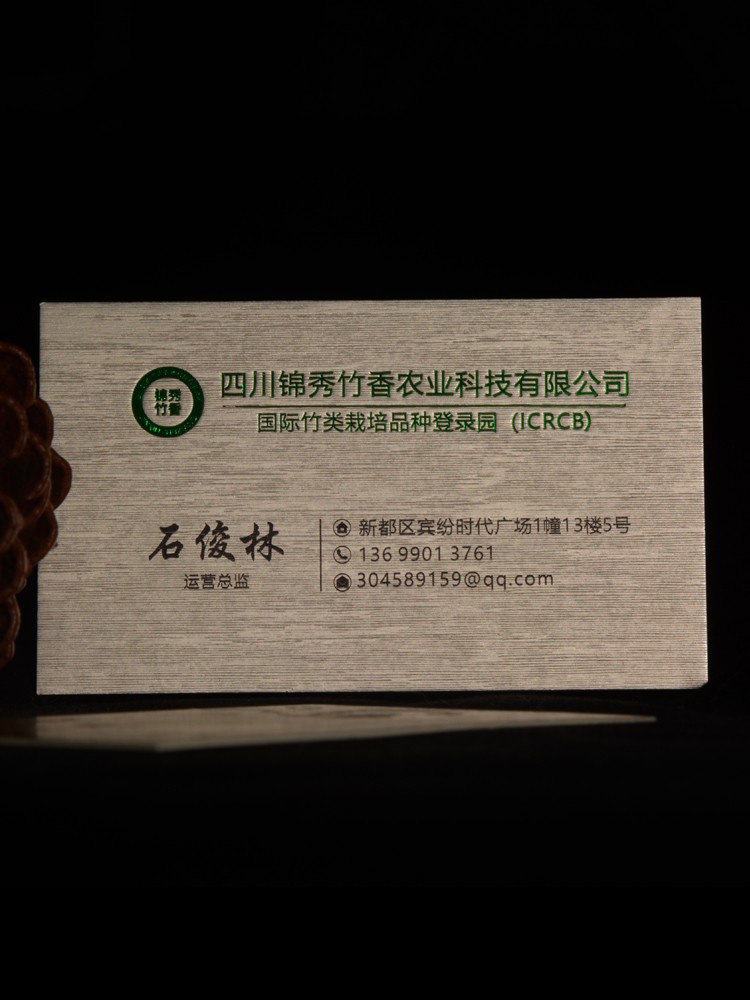 锦秀
竹香
四川锦秀竹香农业科技有限公司
国际竹类栽培品种登录园 (ICRCB)
石俊林
运营总监
新都区宾纷时代广场1幢13楼5号
136 9901 3761
304589159@qq.com